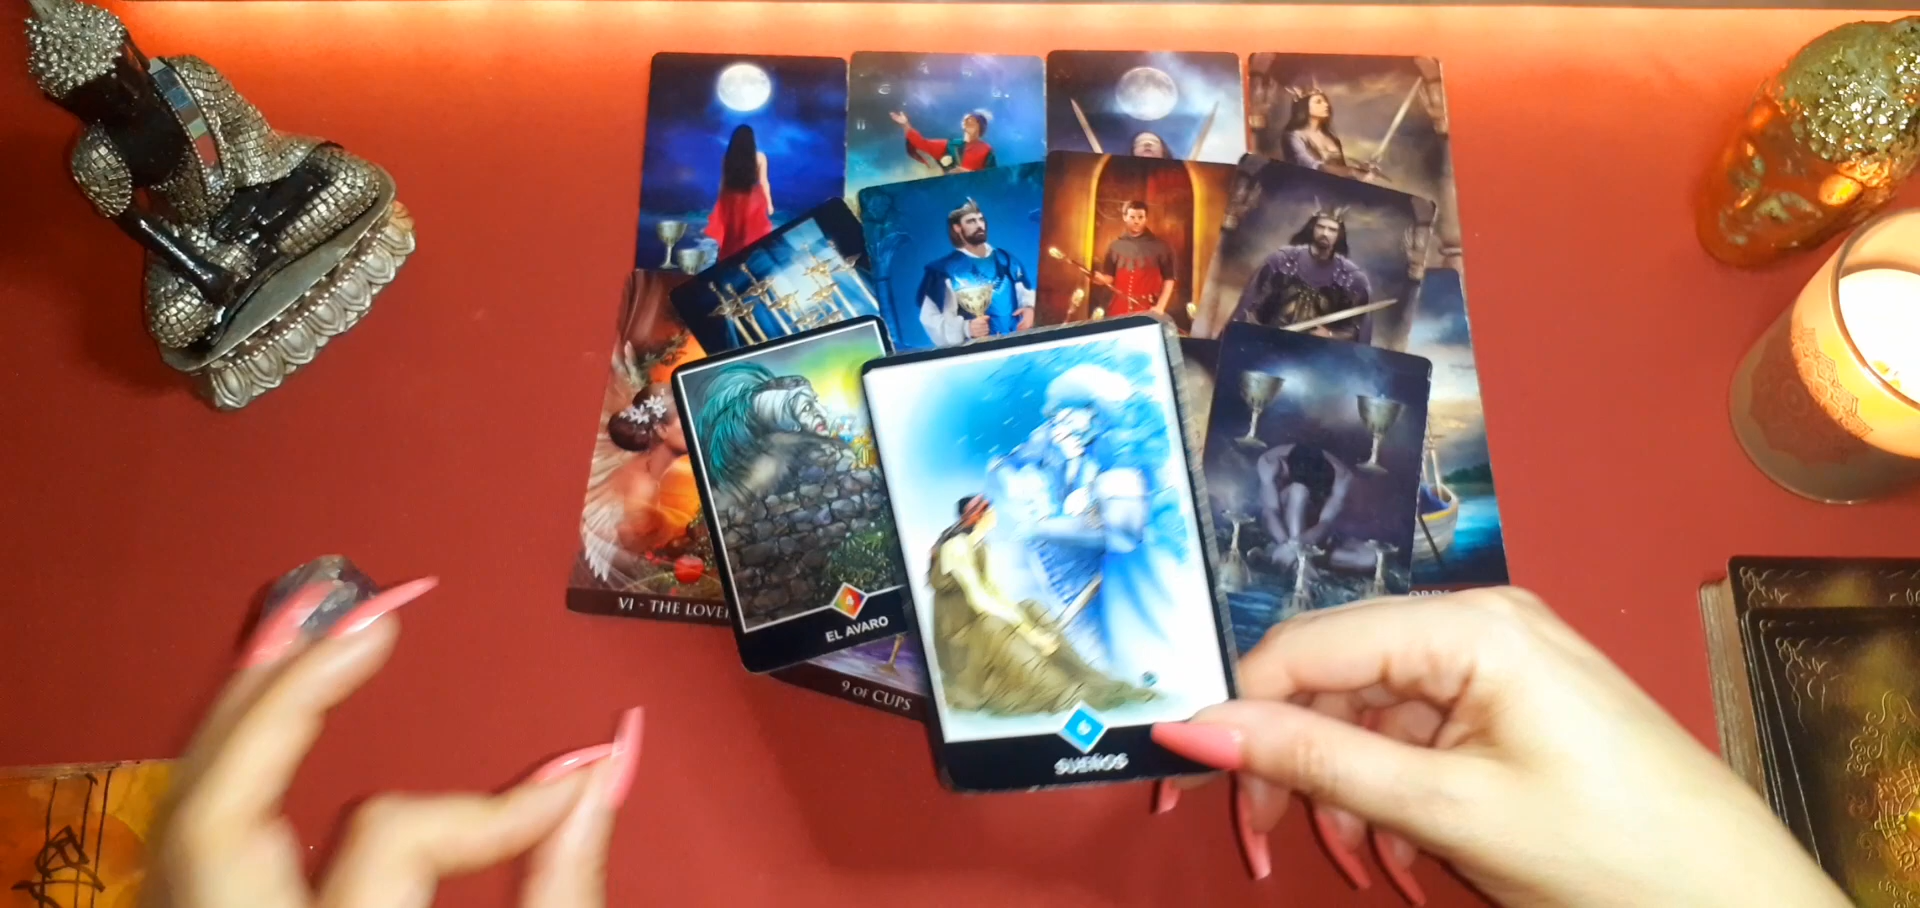 VI - THE LOVE
EL AVARO
9 OF CUPS
SUEÑOS